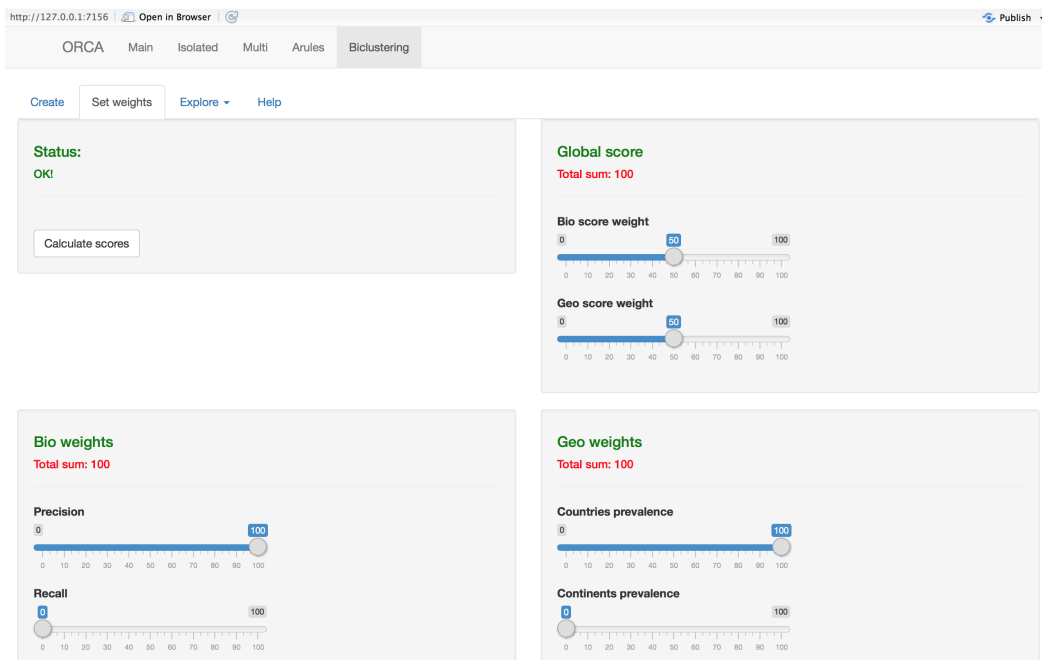 http://127.0.0.1:7156 Open in Browser Publish
ORCA Main Isolated Multi Arules Biclustering
Create Set weights Explore Help
Status:
OK!
Calculate scores
Global score
Total sum: 100
Bio score weight
0 50 100
0 10 20 30 40 50 60 70 80 90 100
Geo score weight
0 50 100
0 10 20 30 40 50 60 70 80 90 100
Bio weights
Total sum: 100
Precision
0 100
0 10 20 30 40 50 60 70 80 90 100
Recall
0 100
0 10 20 30 40 50 60 70 80 90 100
Geo weights
Total sum: 100
Countries prevalence
0 100
0 10 20 30 40 50 60 70 80 90 100
Continents prevalence
0 100
0 10 20 30 40 50 60 70 80 90 100